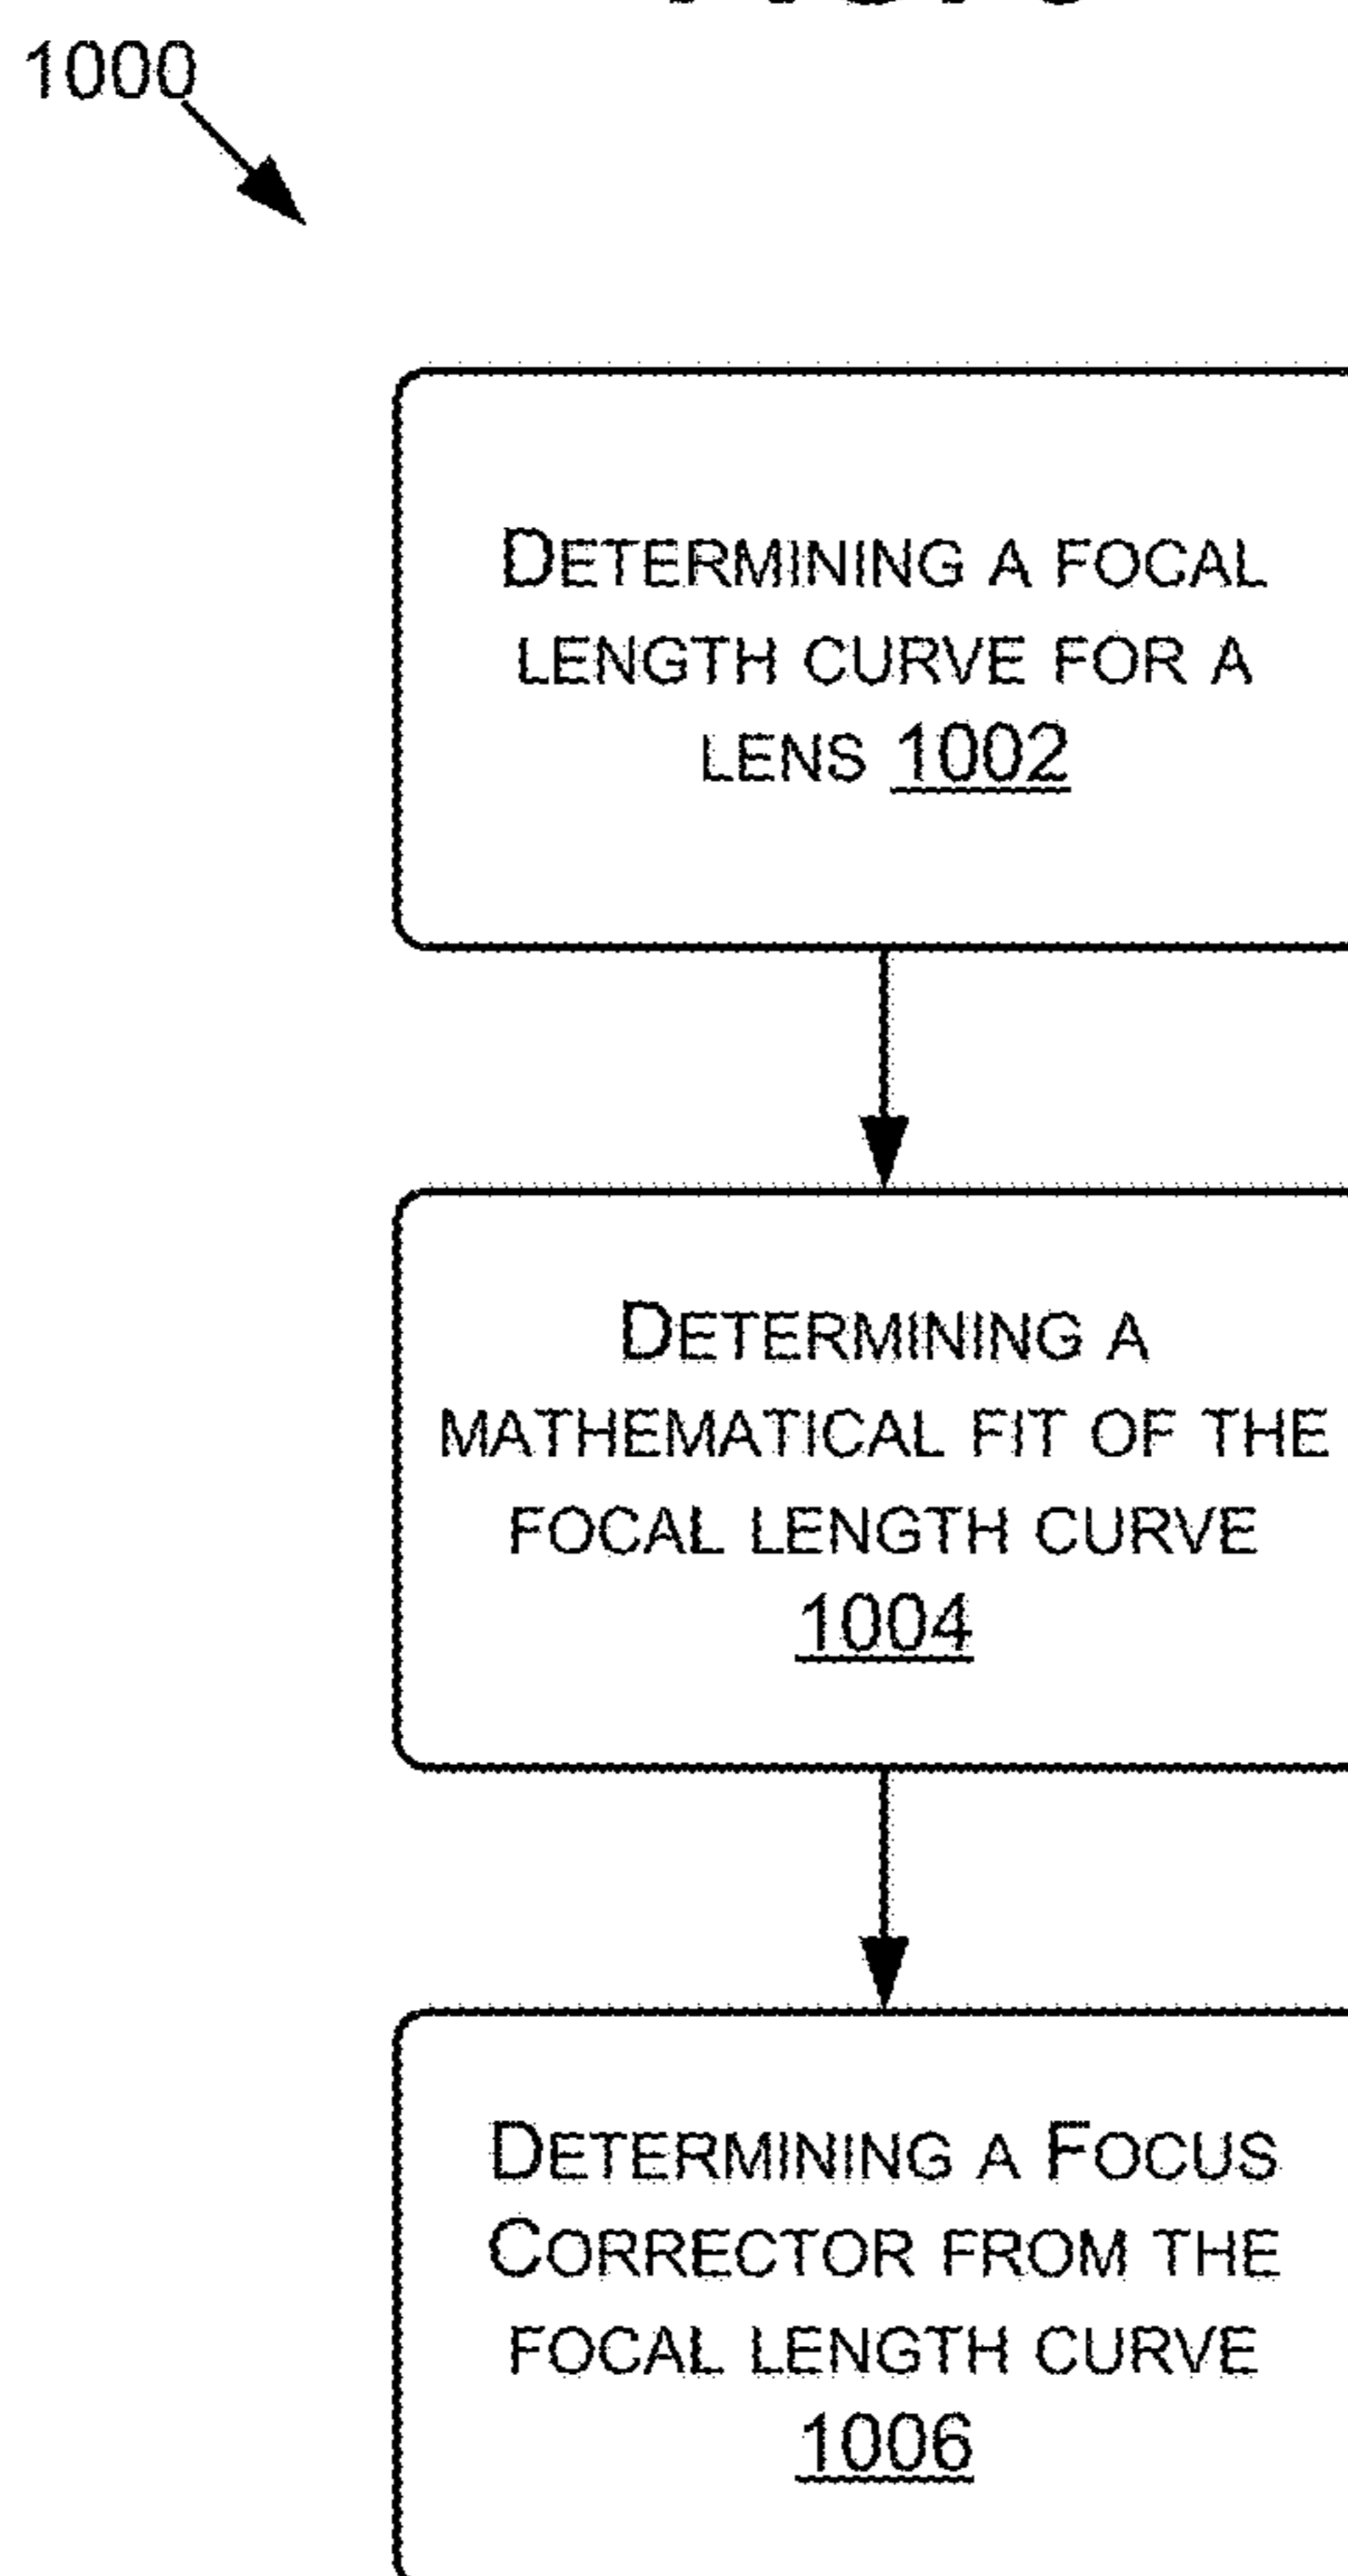 1000
DETERMINING A FOCAL
LENGTH CURVE FOR A
LENS 1002
DETERMINING A
MATHEMATICAL FIT OF THE
FOCAL LENGTH CURVE
1004
DETERMINING A FOCUS
CORRECTOR FROM THE
FOCAL LENGTH CURVE
1006